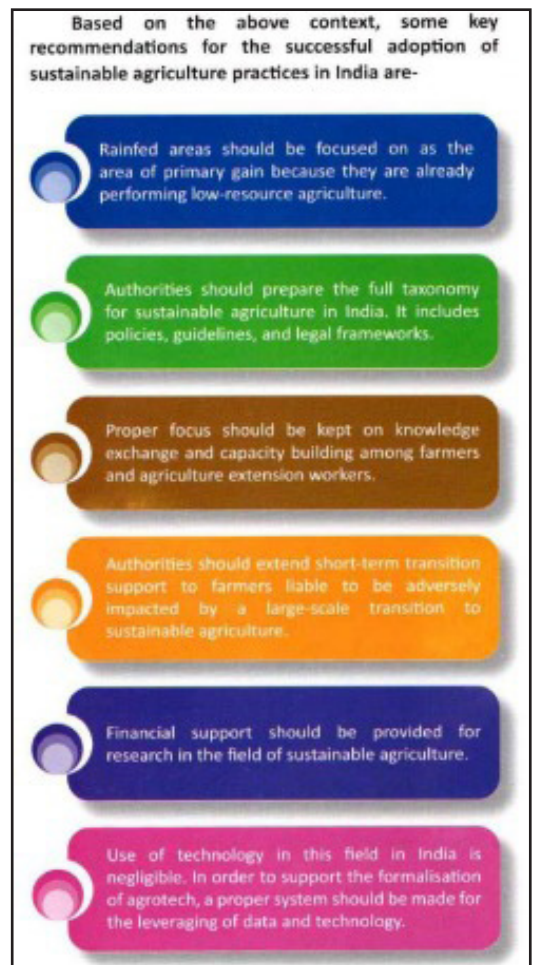 Based on the above context, some key
recommendations for the successful adoption of
sustainable agriculture practices in India are-
Rainfed areas should be focused on as the
area of primary gain because they are already
performing low-resource agriculture.
Authorities should prepare the full taxonomy
for sustainable agriculture in India. It includes
policies, guidelines, and legal frameworks.
Proper focus should be kept on knowledge
exchange and capacity building among farmers
and agriculture extension workers.
Authorities should extend short-term transition
support to farmers liable to be adversely
impacted by a large-scale transition to
sustainable agriculture.
Financial support should be provided for
research in the field of sustainable agriculture.
Use of technology in this field in India is
negligible. In order to support the formalisation
of agrotech, a proper system should be made for
the leveraging of data and technology.